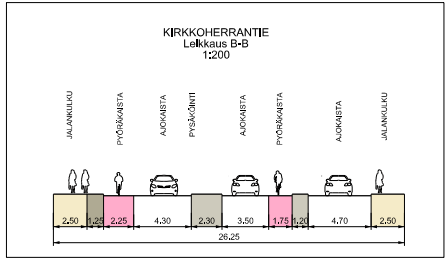 KIRKKOHERRANTIE
Leikkaus B-B
1:200
JALANKULKU
PYÖRÄKAISTA
AJOKAISTA
PYSÄKÖINTI
AJOKAISTA
PYÖRÄKAISTA
AJOKAISTA
JALANKULKU
2.50 1.25 2.25 4.30 2.30 3.50 1.75 1.20 4.70 2.50
26.25